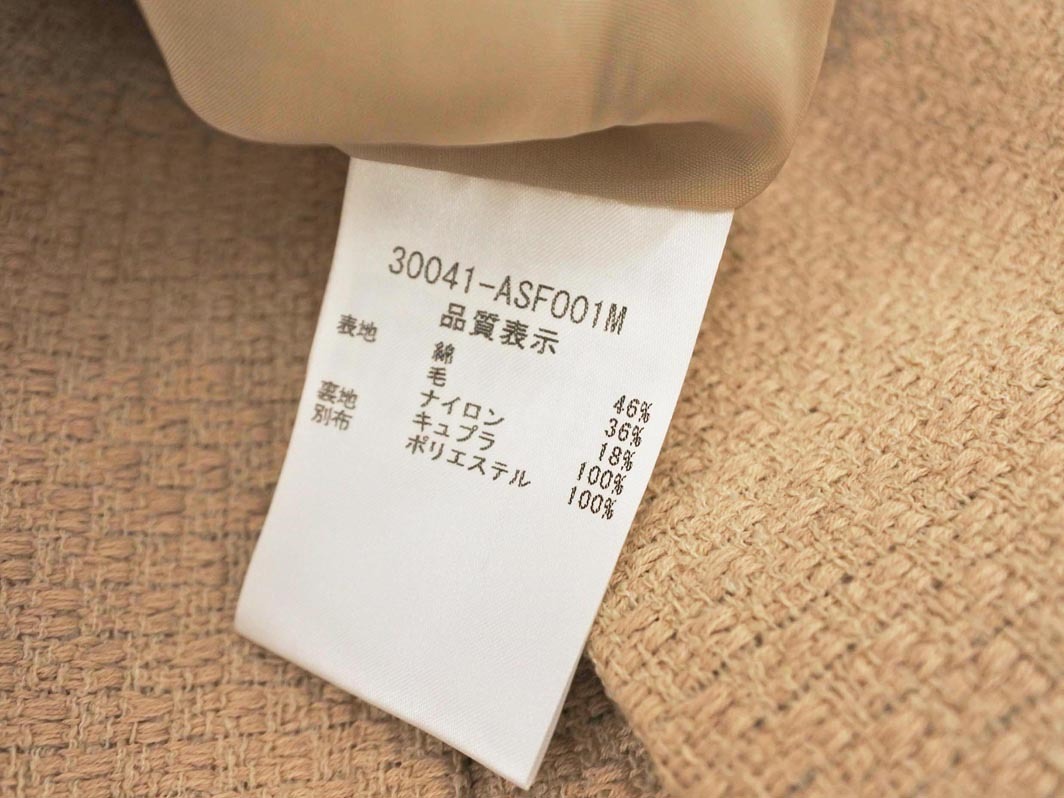 30041-ASF001M
品質表示
表地 綿 46%
毛 36%
ナイロン 18%
裏地 キュプラ 100%
別布 ポリエステル 100%